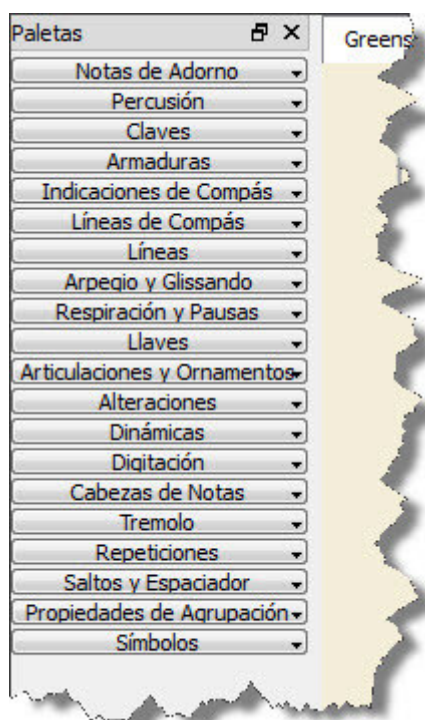 Paletas
Greens
Notas de Adorno
Percusión
Claves
Armaduras
Indicaciones de Compás
Líneas de Compás
Líneas
Arpegio y Glissando
Respiración y Pausas
Llaves
Articulaciones y Ornamentos
Alteraciones
Dinámicas
Digitación
Cabezas de Notas
Tremolo
Repeticiones
Saltos y Espaciador
Propiedades de Agrupación
Símbolos